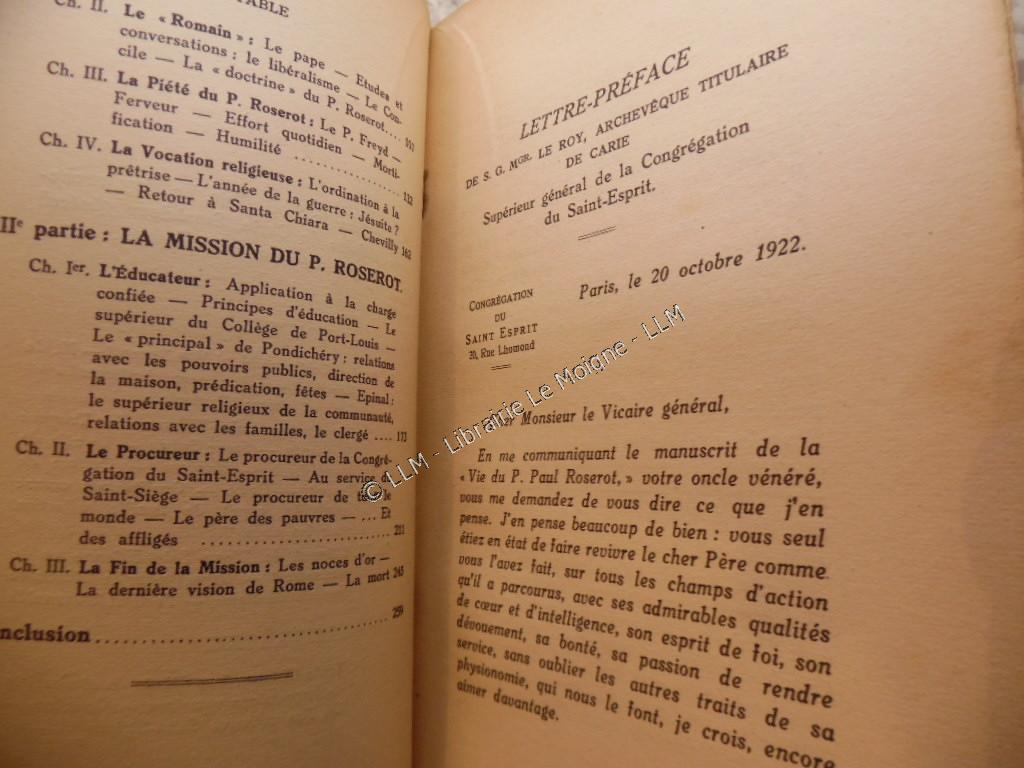 TABLE
Ch. II. Le « Romain » : Le pape — Etudes et
conversations : le libéralisme — Le Con-
cile — La « doctrine » du P. Roserot....
Ch. III. La Piété du P. Roserot : Le P. Freyd —
Ferveur — Effort quotidien — Morti-
fication — Humilité
Ch. IV. La Vocation religieuse : L'ordination à la
prêtrise — L'année de la guerre : Jésuite ?
— Retour à Santa Chiara — Chevilly 162
IIe partie : LA MISSION DU P. ROSEROT.
Ch. Ier. L'Éducateur : Application à la charge
confiée — Principes d'éducation — Le
supérieur du Collège de Port-Louis —
Le « principal » de Pondichéry : relations
avec les pouvoirs publics, direction de
la maison, prédication, fêtes — Epinal :
le supérieur religieux de la communauté,
relations avec les familles, le clergé .... 173
Ch. II. Le Procureur : Le procureur de la Congré-
gation du Saint-Esprit — Au service du
Saint-Siège — Le procureur de le
monde — Le père des pauvres — ... Et
des affligés .......................... 211
Ch. III. La Fin de la Mission : Les noces d'or —
La dernière vision de Rome — La mort 245
nclusion.......................... 259
LETTRE-PRÉFACE
DE S. G. MGR. LE ROY, ARCHEVÊQUE TITULAIRE
DE CARIE
Supérieur général de la Congrégation
du Saint-Esprit.
CONGRÉGATION
DU
SAINT ESPRIT
30, Rue Lhomond
Paris, le 20 octobre 1922.
Monsieur le Vicaire général,
En me communiquant le manuscrit de la
« Vie du P. Paul Roserot, » votre oncle vénéré,
vous me demandez de vous dire ce que j'en
pense. J'en pense beaucoup de bien : vous seul
étiez en état de faire revivre le cher Père comme
vous l'avez fait, sur tous les champs d'action
qu'il a parcourus, avec ses admirables qualités
de cœur et d'intelligence, son esprit de foi, son
dévouement, sa bonté, sa passion de rendre
service, sans oublier les autres traits de sa
physionomie, qui nous le font, je crois, encore
aimer davantage.
© LLM - Librairie Le Moigne - LLM